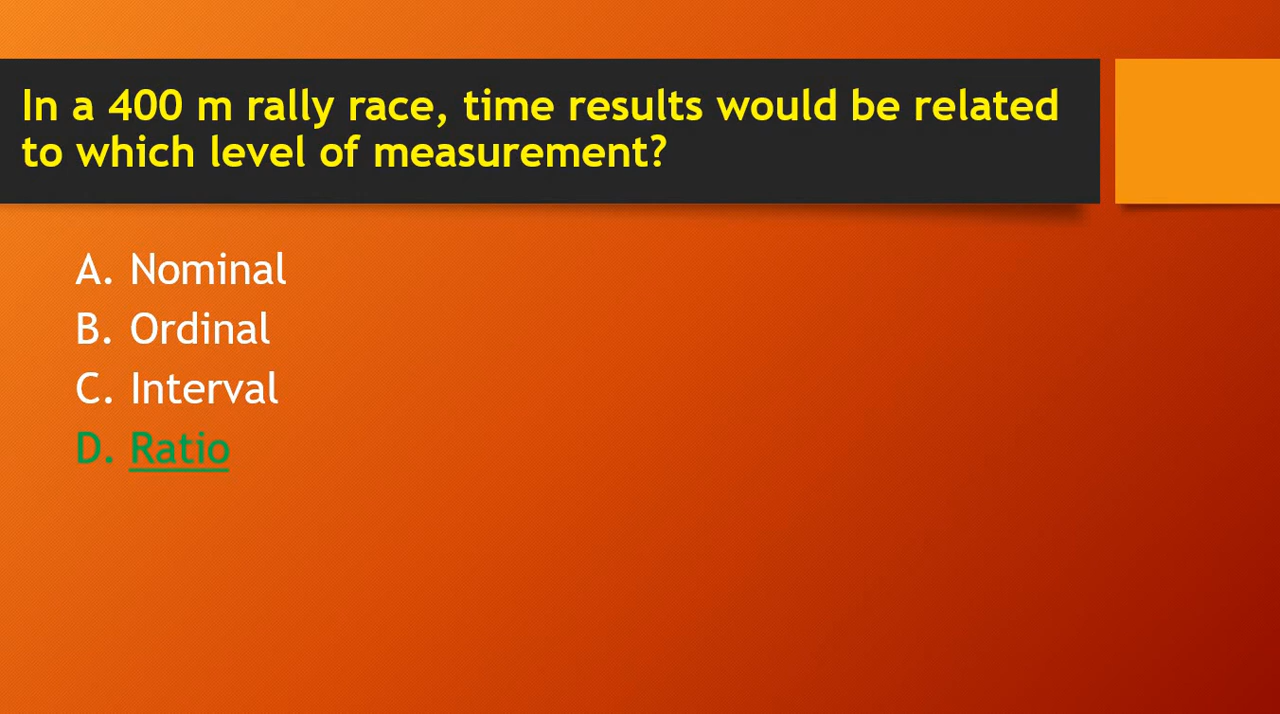 In a 400 m rally race, time results would be related
to which level of measurement?
A. Nominal
B. Ordinal
C. Interval
D. Ratio